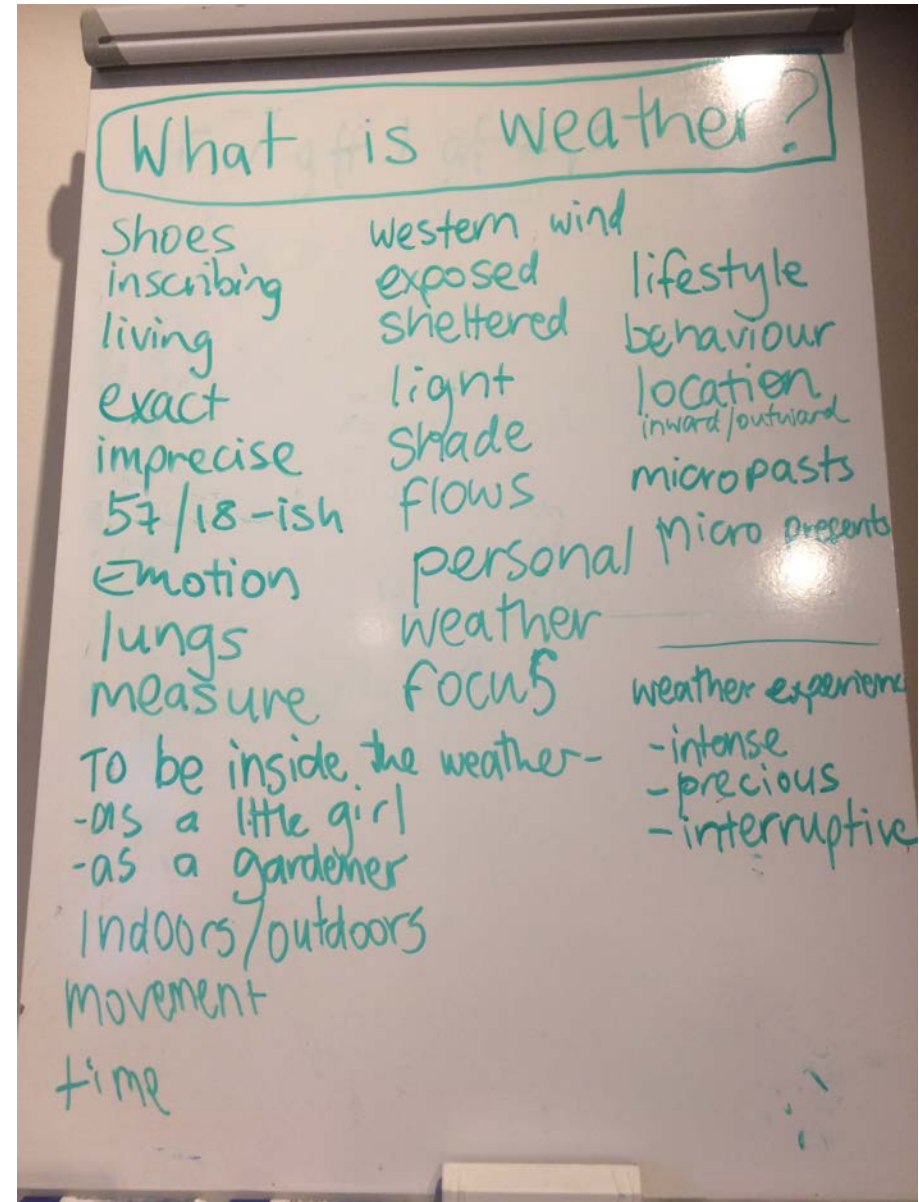 What is weather?
Shoes
inscribing
living
exact
imprecise
57/18-ish
Emotion
lungs
measure
To be inside the weather-
-as a little girl
-as a gardener
Indoors/outdoors
movement
time
western wind
exposed
sheltered
light
shade
flows
personal
weather
focus
lifestyle
behaviour
location
inward/outward
micropasts
Micro presents
weather experienc
-intense
-precious
-interruptive